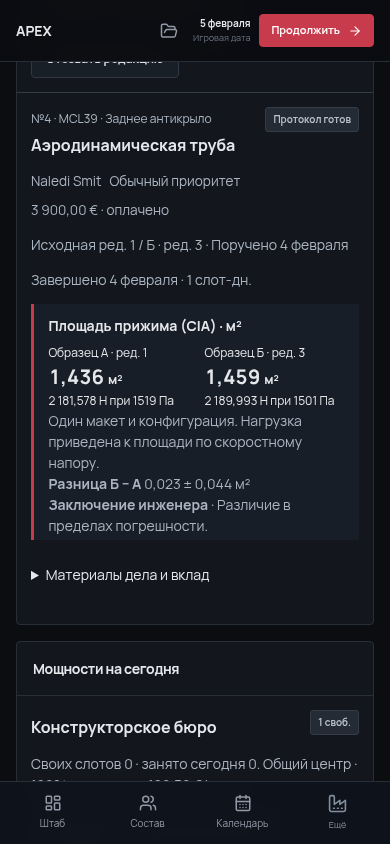 APEX
5 февраля
Игровая дата
Продолжить
№4 · MCL39 · Заднее антикрыло
Протокол готов
Аэродинамическая труба
Naledi Smit Обычный приоритет
3 900,00 € · оплачено
Исходная ред. 1 / Б · ред. 3 · Поручено 4 февраля
Завершено 4 февраля · 1 слот-дн.
Площадь прижима (ClA) · м²
Образец А · ред. 1
Образец Б · ред. 3
1,436 м²
1,459 м²
2 181,578 Н при 1519 Па
2 189,993 Н при 1501 Па
Один макет и конфигурация. Нагрузка
приведена к площади по скоростному
напору.
Разница Б − А 0,023 ± 0,044 м²
Заключение инженера · Различие в
пределах погрешности.
Материалы дела и вклад
Мощности на сегодня
Конструкторское бюро
1 своб.
Своих слотов 0 · занято сегодня 0. Общий центр ·
Штаб
Состав
Календарь
Ещё